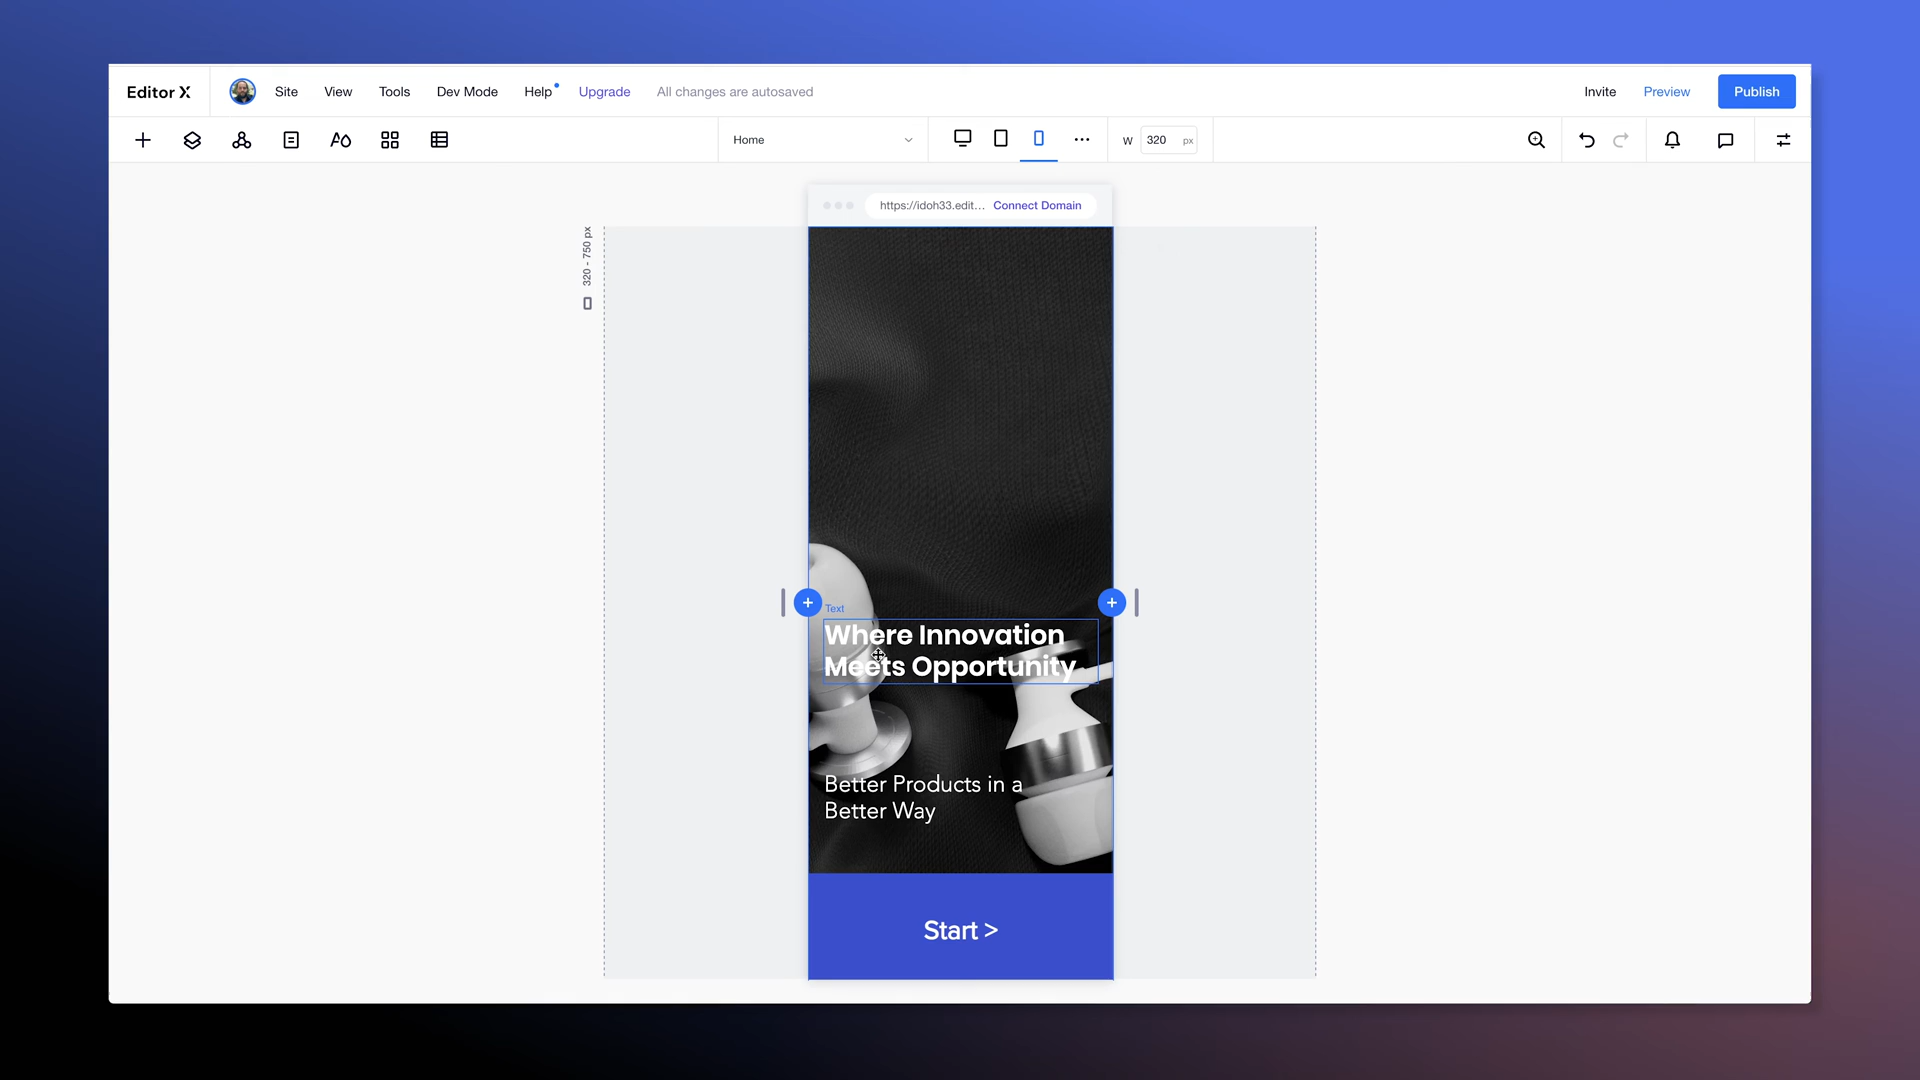 Editor X
Site
View
Tools
Dev Mode
Help
Upgrade
All changes are autosaved
Invite
Preview
Publish
Home
W
320
px
https://idoh33.edit...
Connect Domain
320 - 750 px
Text
Where Innovation
Meets Opportunity
Better Products in a
Better Way
Start >